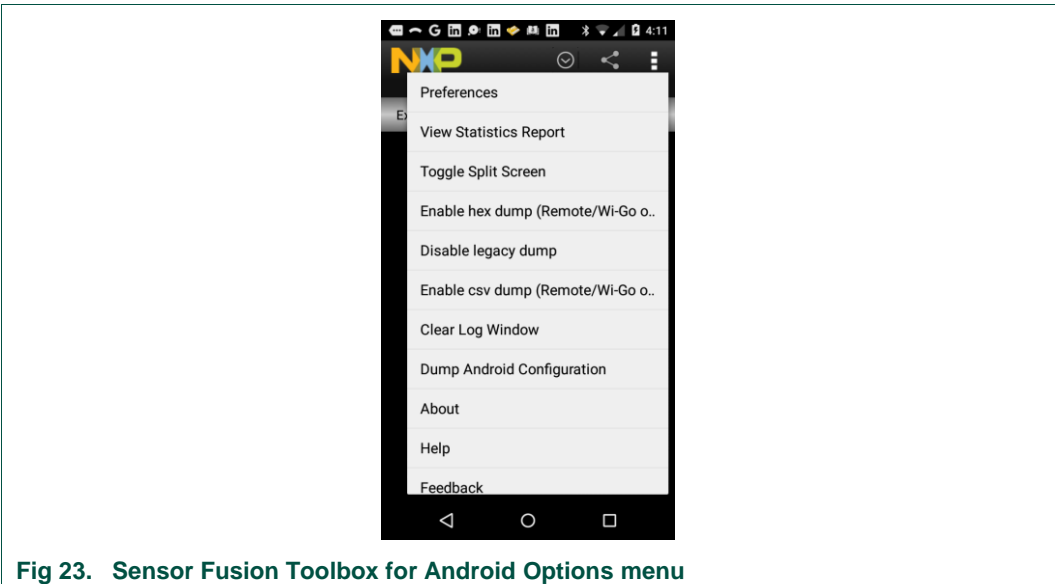 4:11
NXP
Ex
Preferences
View Statistics Report
Toggle Split Screen
Enable hex dump (Remote/Wi-Go o..
Disable legacy dump
Enable csv dump (Remote/Wi-Go o..
Clear Log Window
Dump Android Configuration
About
Help
Feedback
Fig 23. Sensor Fusion Toolbox for Android Options menu